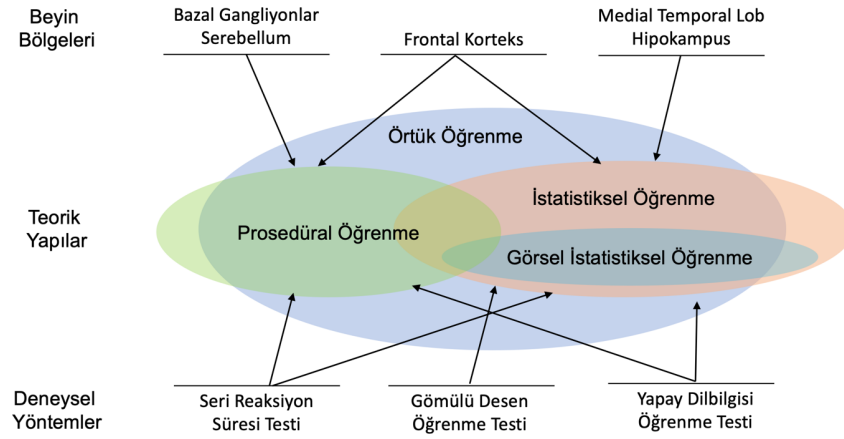 Beyin
Bölgeleri
Bazal Gangliyonlar
Serebellum
Frontal Korteks
Medial Temporal Lob
Hipokampus
Örtük Öğrenme
Teorik
Yapılar
Prosedüral Öğrenme
İstatistiksel Öğrenme
Görsel İstatistiksel Öğrenme
Deneysel
Yöntemler
Seri Reaksiyon
Süresi Testi
Gömülü Desen
Öğrenme Testi
Yapay Dilbilgisi
Öğrenme Testi